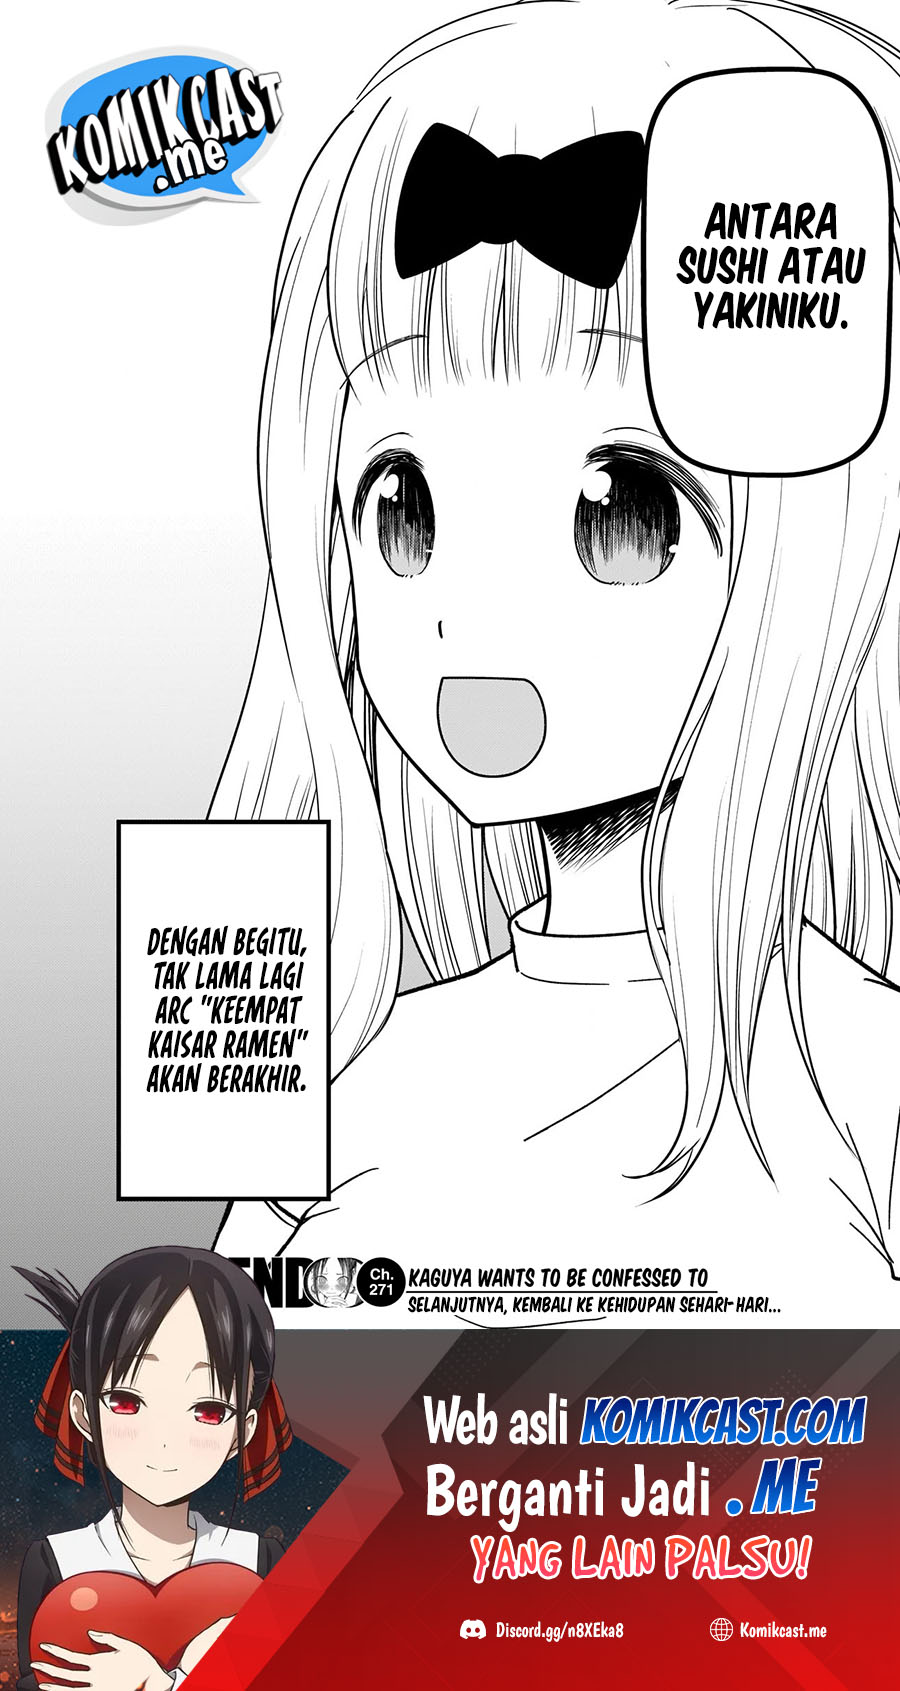 KOMIKCAST
.me
ANTARA
SUSHI ATAU
YAKINIKU.
DENGAN BEGITU,
TAK LAMA LAGI
ARC "KEEMPAT
KAISAR RAMEN"
AKAN BERAKHIR.
END
Ch.
271
KAGUYA WANTS TO BE CONFESSED TO
SELANJUTNYA, KEMBALI KE KEHIDUPAN SEHARI-HARI...
Web asli KOMIKCAST.COM
Berganti Jadi .ME
YANG LAIN PALSU!
Discord.gg/n8XEka8
Komikcast.me